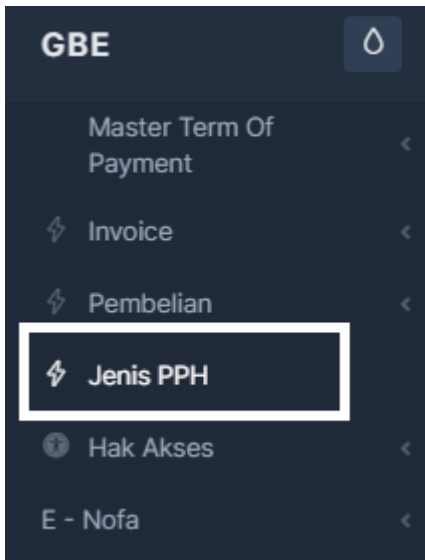 GBE
Master Term Of
Payment
Invoice
Pembelian
Jenis PPH
Hak Akses
E - Nofa